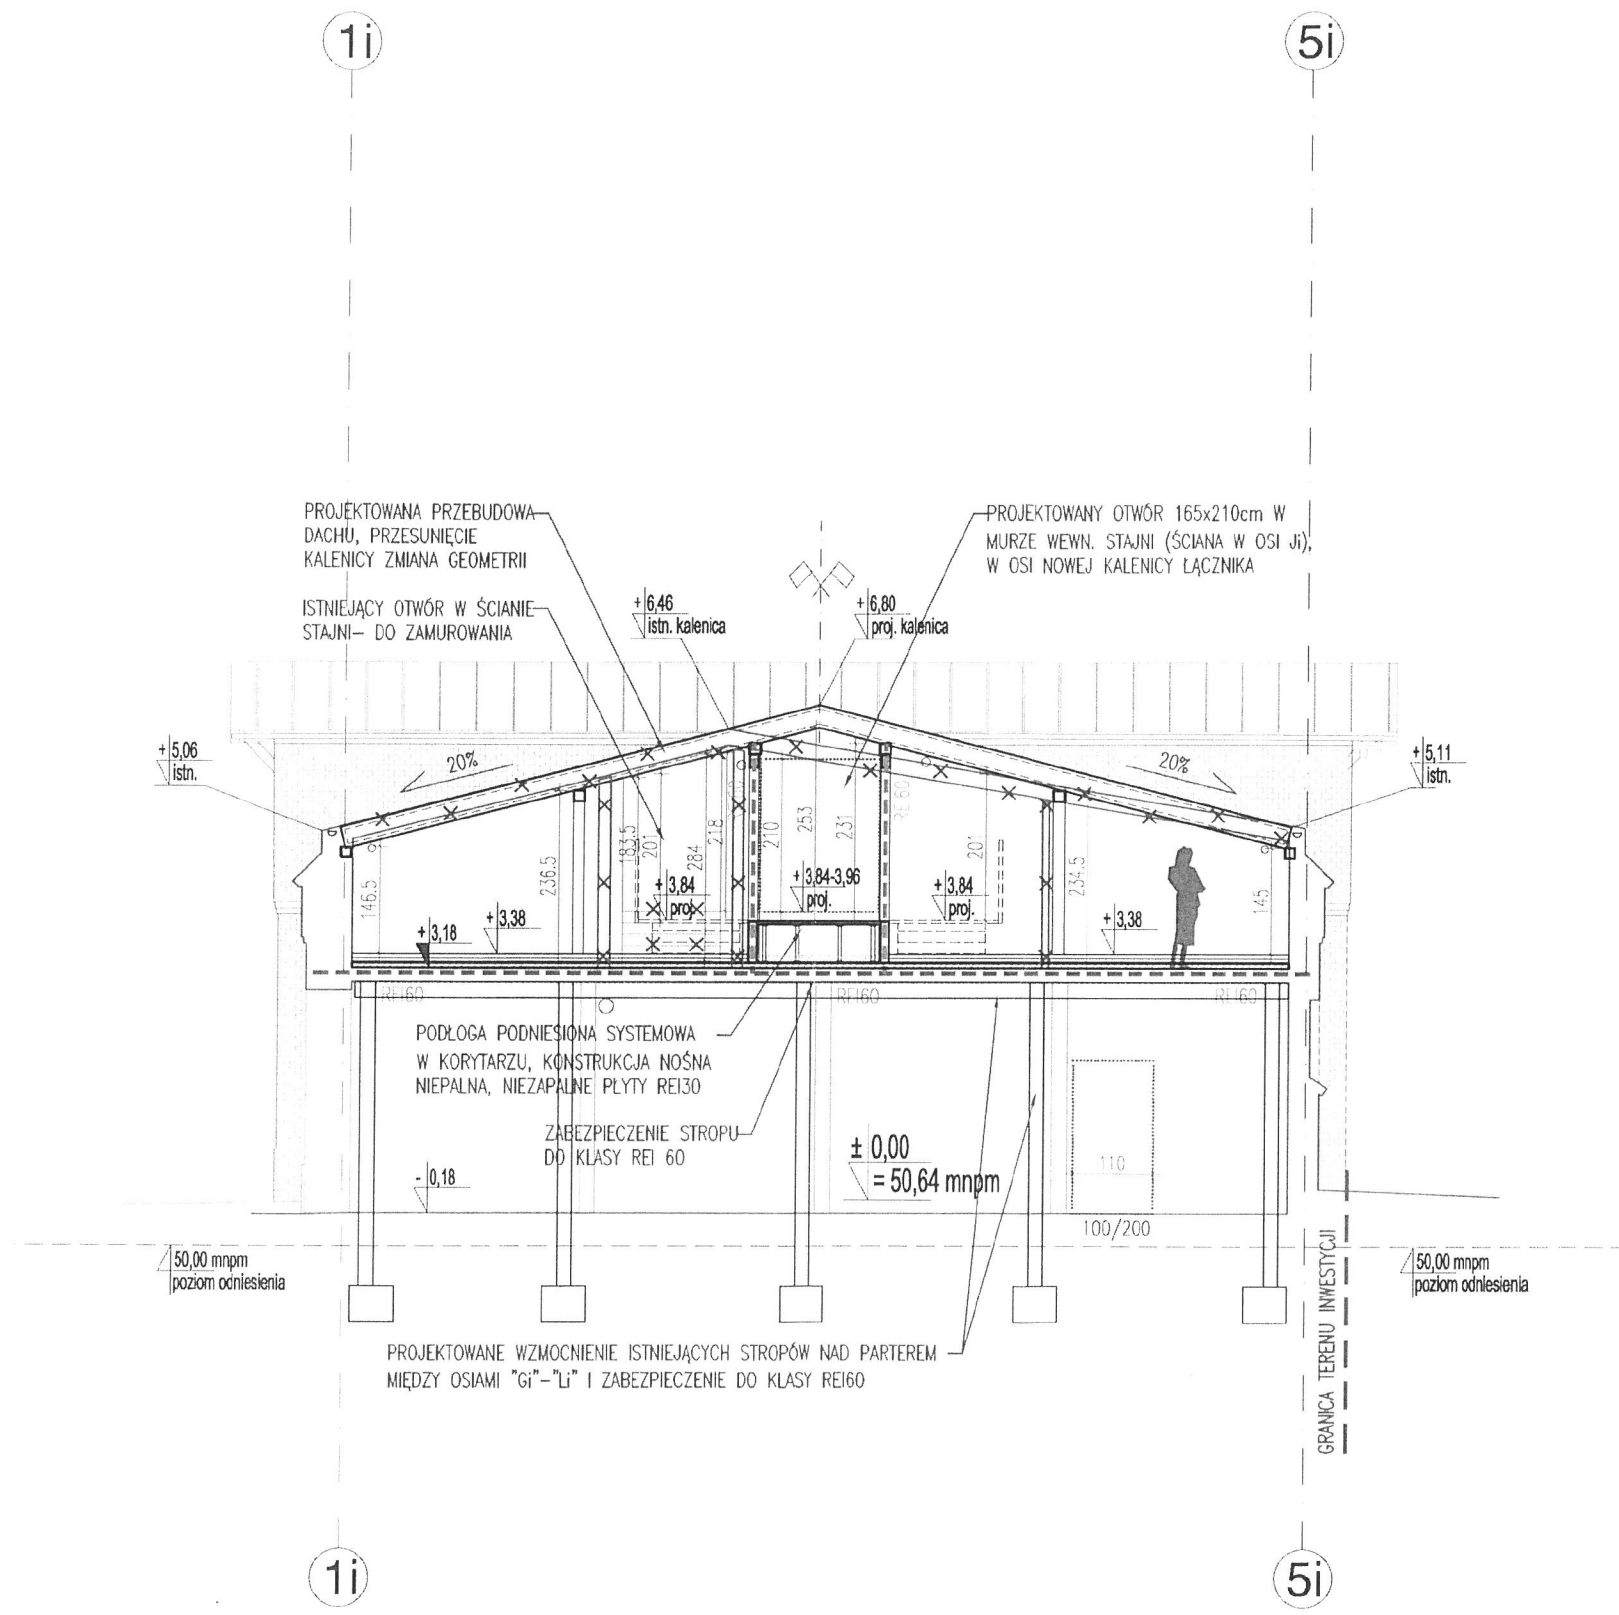 1i
5i
PROJEKTOWANA PRZEBUDOWA
DACHU, PRZESUNIĘCIE
KALENICY ZMIANA GEOMETRII
PROJEKTOWANY OTWÓR 165x210cm W
MURZE WEWN. STAJNI (ŚCIANA W OSI Ji),
W OSI NOWEJ KALENICY ŁĄCZNIKA
ISTNIEJĄCY OTWÓR W ŚCIANIE
STAJNI– DO ZAMUROWANIA
+6,46
istn. kalenica
+6,80
proj. kalenica
+5,06
istn.
20%
20%
+5,11
istn.
146.5
236.5
183.5
201
284
218
210
253
231
RE 60
201
234.5
145
+3,84
proj.
+3,84-3,96
proj.
+3,84
proj.
+3,18
+3,38
+3,38
REI60
REI60
REI60
PODŁOGA PODNIESIONA SYSTEMOWA
W KORYTARZU, KONSTRUKCJA NOŚNA
NIEPALNA, NIEZAPALNE PŁYTY REI30
ZABEZPIECZENIE STROPU
DO KLASY REI 60
± 0,00
= 50,64 mnpm
- 0,18
110
100/200
50,00 mnpm
poziom odniesienia
50,00 mnpm
poziom odniesienia
GRANICA TERENU INWESTYCJI
PROJEKTOWANE WZMOCNIENIE ISTNIEJĄCYCH STROPÓW NAD PARTEREM
MIĘDZY OSIAMI "Gi"–"Li" I ZABEZPIECZENIE DO KLASY REI60
1i
5i